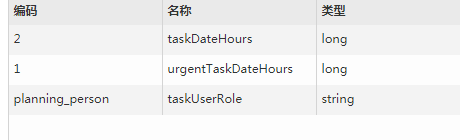 编码 名称 类型
2 taskDateHours long
1 urgentTaskDateHours long
planning_person taskUserRole string